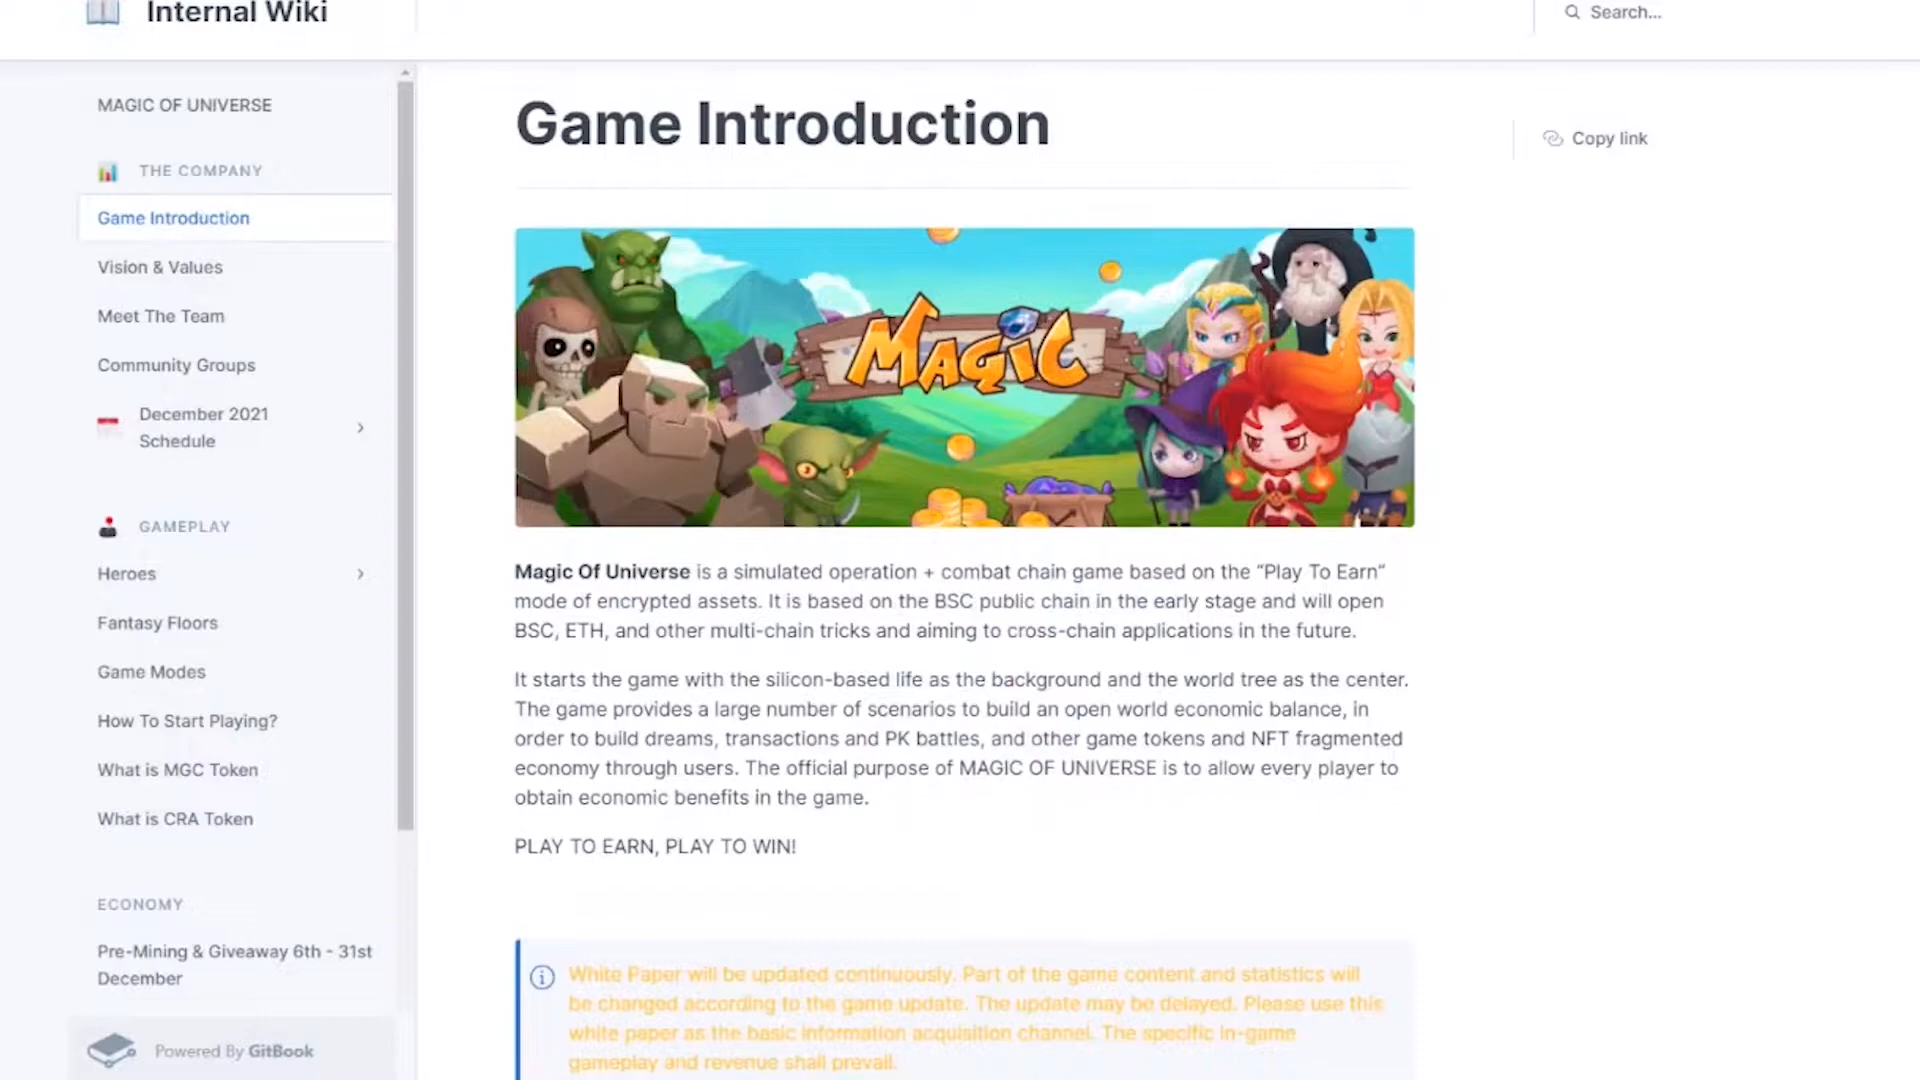 Internal Wiki
Search...
MAGIC OF UNIVERSE
THE COMPANY
Game Introduction
Vision & Values
Meet The Team
Community Groups
December 2021
Schedule
GAMEPLAY
Heroes
Fantasy Floors
Game Modes
How To Start Playing?
What is MGC Token
What is CRA Token
ECONOMY
Pre-Mining & Giveaway 6th - 31st
December
Powered By GitBook
Game Introduction
Copy link
MAGIC
Magic Of Universe is a simulated operation + combat chain game based on the “Play To Earn”
mode of encrypted assets. It is based on the BSC public chain in the early stage and will open
BSC, ETH, and other multi-chain tricks and aiming to cross-chain applications in the future.
It starts the game with the silicon-based life as the background and the world tree as the center.
The game provides a large number of scenarios to build an open world economic balance, in
order to build dreams, transactions and PK battles, and other game tokens and NFT fragmented
economy through users. The official purpose of MAGIC OF UNIVERSE is to allow every player to
obtain economic benefits in the game.
PLAY TO EARN, PLAY TO WIN!
White Paper will be updated continuously. Part of the game content and statistics will
be changed according to the game update. The update may be delayed. Please use this
white paper as the basic information acquisition channel. The specific in-game
gameplay and revenue shall prevail.